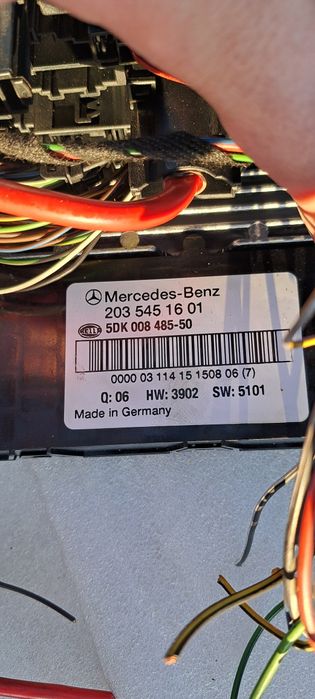 Mercedes-Benz
203 545 16 01
HELLA 5DK 008 485-50
0000 03 114 15 1508 06 (7)
Q: 06 HW: 3902 SW: 5101
Made in Germany